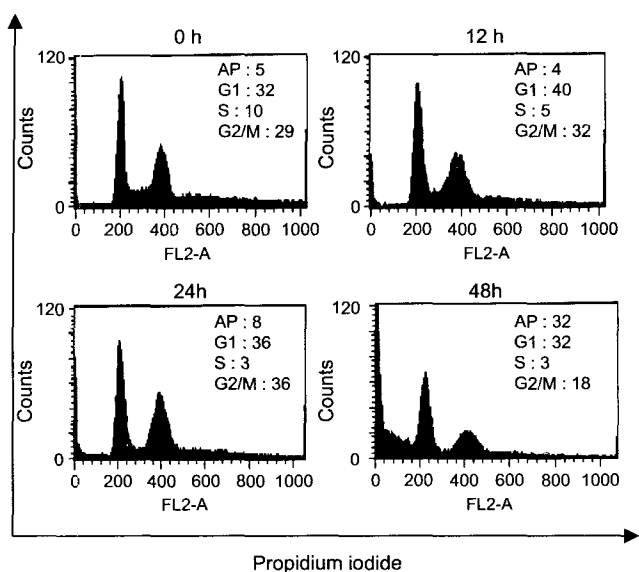 0 h
120
Counts
0
AP : 5
G1 : 32
S : 10
G2/M : 29
0 200 400 600 800 1000
FL2-A
12 h
120
Counts
0
AP : 4
G1 : 40
S : 5
G2/M : 32
0 200 400 600 800 1000
FL2-A
24h
120
Counts
0
AP : 8
G1 : 36
S : 3
G2/M : 36
0 200 400 600 800 1000
FL2-A
48h
120
Counts
0
AP : 32
G1 : 32
S : 3
G2/M : 18
0 200 400 600 800 1000
FL2-A
Propidium iodide